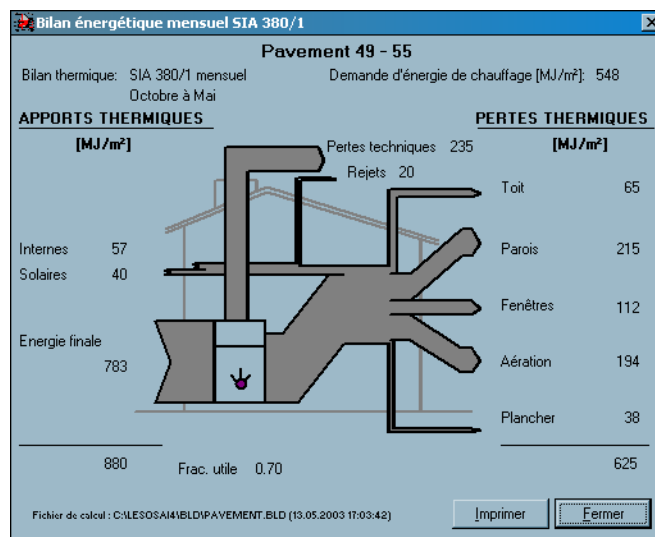 Bilan énergétique mensuel SIA 380/1
Pavement 49 - 55
Bilan thermique: SIA 380/1 mensuel Demande d'énergie de chauffage [MJ/m²]: 548
Octobre à Mai
APPORTS THERMIQUES PERTES THERMIQUES
[MJ/m²] Pertes techniques 235 [MJ/m²]
Rejets 20
Toit 65
Internes 57 Parois 215
Solaires 40
Fenêtres 112
Energie finale
783 Aération 194
Plancher 38
880 Frac. utile 0.70 625
Fichier de calcul : C:\LESOSAI4\BLD\PAVEMENT.BLD (13.05.2003 17:03:42) Imprimer Fermer